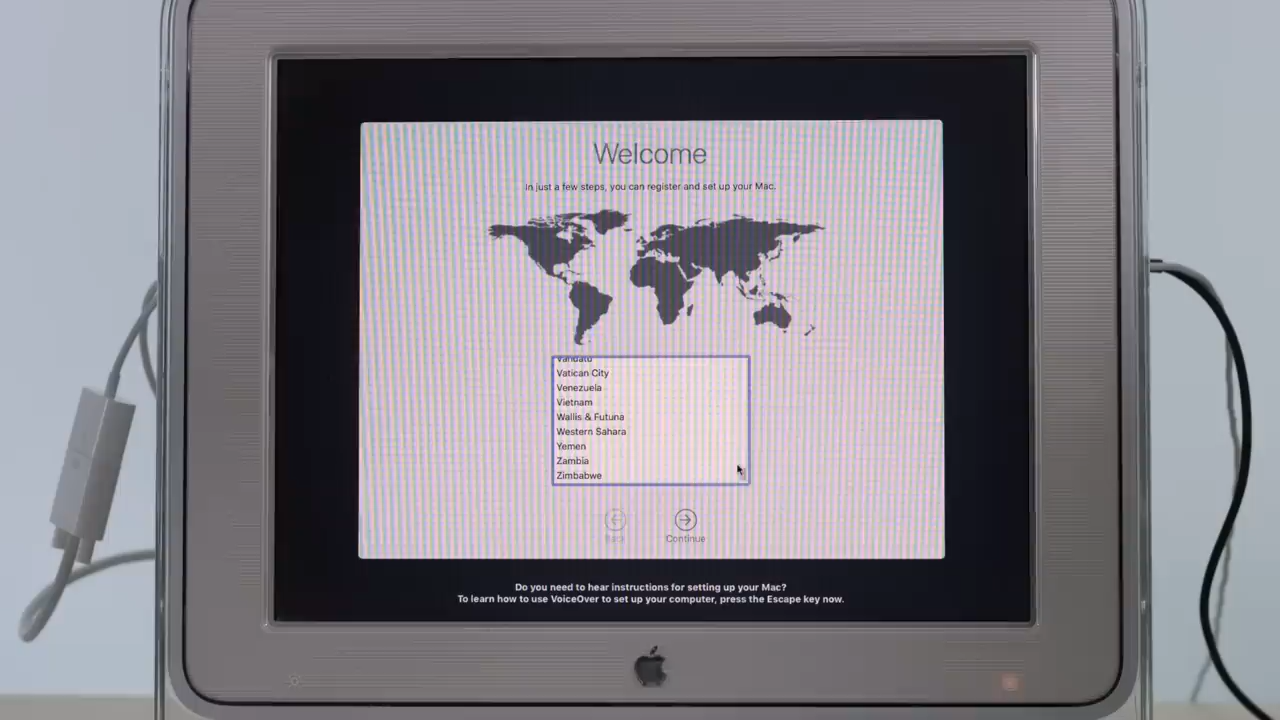 Welcome
In just a few steps, you can register and set up your Mac.
Vanuatu
Vatican City
Venezuela
Vietnam
Wallis & Futuna
Western Sahara
Yemen
Zambia
Zimbabwe
Back
Continue
Do you need to hear instructions for setting up your Mac?
To learn how to use VoiceOver to set up your computer, press the Escape key now.